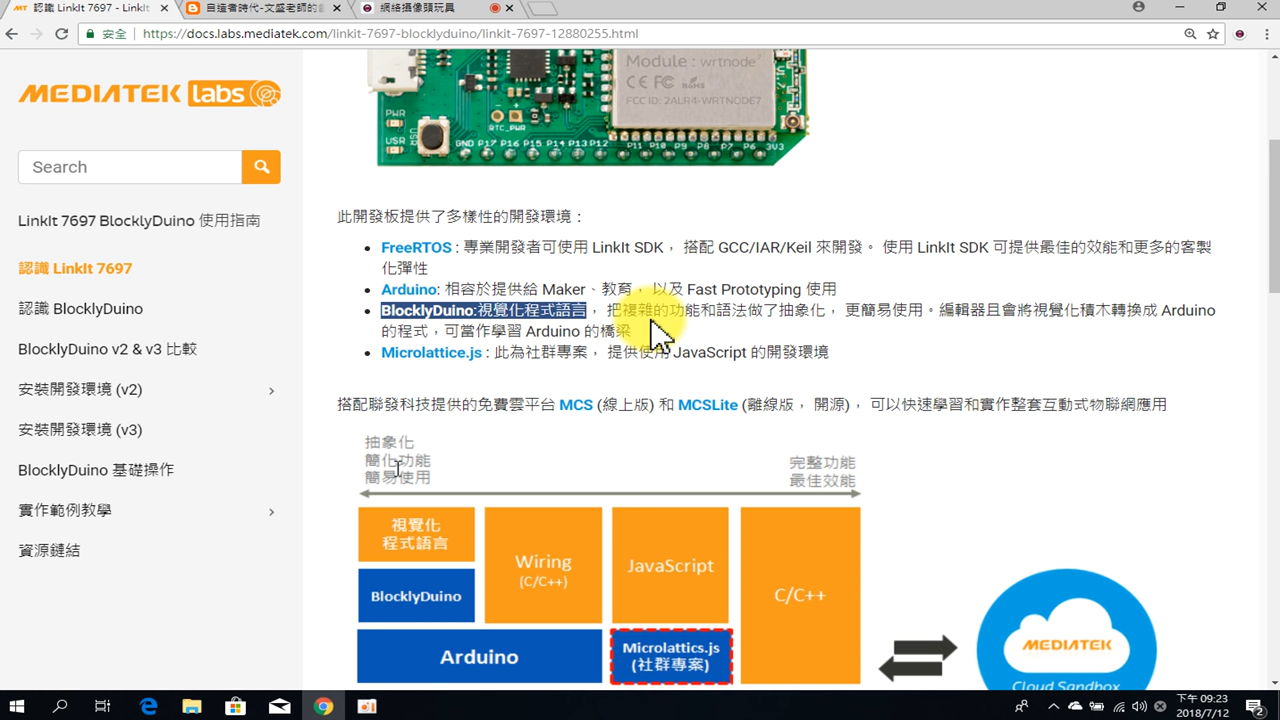 認識 LinkIt 7697 - LinkIt
自造者時代-文盛老師的
網絡攝像頭玩具
安全
https://docs.labs.mediatek.com/linkit-7697-blocklyduino/linkit-7697-12880255.html
MEDIATEK labs
Search
LinkIt 7697 BlocklyDuino 使用指南
認識 LinkIt 7697
認識 BlocklyDuino
BlocklyDuino v2 & v3 比較
安裝開發環境 (v2)
安裝開發環境 (v3)
BlocklyDuino 基礎操作
實作範例教學
資源鏈結
Module : wrtnode7
CE FC RoHS
FCC ID: 2ALR4-WRTNODE7
PWR
USR
USR
RTC_PWR
GND P17 P16 P15 P14 P13 P12 P11 P10 P9 P8 P7 P6 3V3
此開發板提供了多樣性的開發環境：
FreeRTOS : 專業開發者可使用 LinkIt SDK， 搭配 GCC/IAR/Keil 來開發。 使用 LinkIt SDK 可提供最佳的效能和更多的客製
化彈性
Arduino: 相容於提供給 Maker、教育， 以及 Fast Prototyping 使用
BlocklyDuino:視覺化程式語言， 把複雜的功能和語法做了抽象化， 更簡易使用。編輯器且會將視覺化積木轉換成 Arduino
的程式，可當作學習 Arduino 的橋梁
Microlattice.js : 此為社群專案， 提供使用 JavaScript 的開發環境
搭配聯發科技提供的免費雲平台 MCS (線上版) 和 MCSLite (離線版， 開源)， 可以快速學習和實作整套互動式物聯網應用
抽象化
簡化功能
簡易使用
完整功能
最佳效能
視覺化
程式語言
BlocklyDuino
Wiring
(C/C++)
JavaScript
C/C++
Arduino
Microlattics.js
(社群專案)
MEDIATEK
Cloud Sandbox
下午 09:23
2018/7/12
2